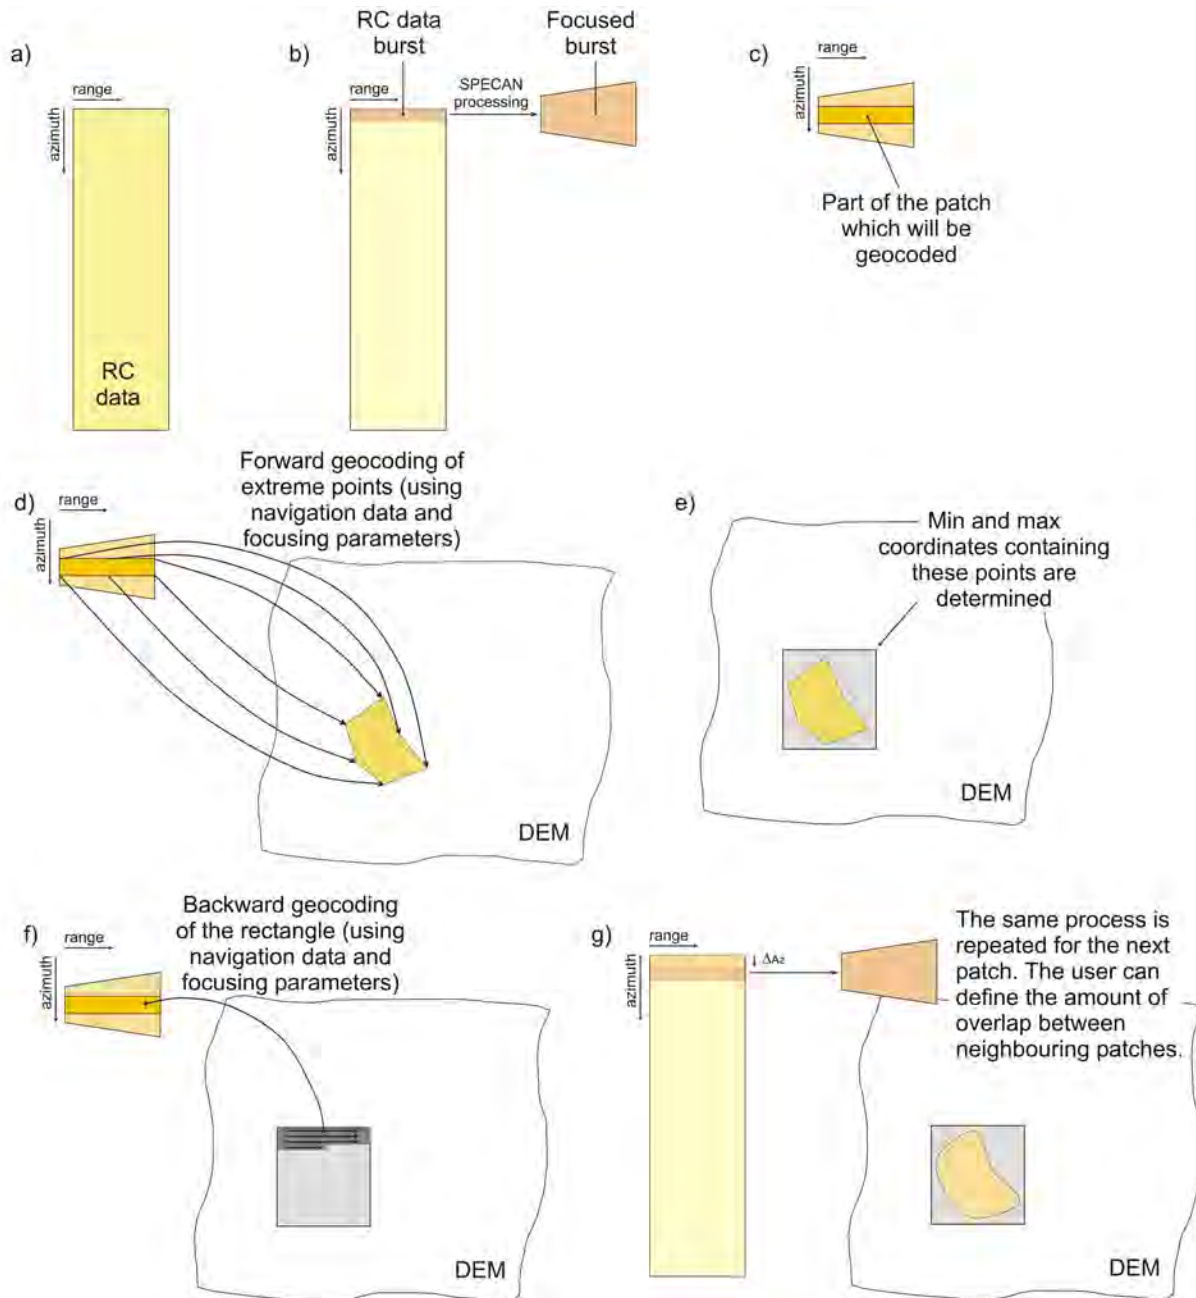 a)
range
azimuth
RC
data
b)
RC data
burst
range
azimuth
SPECAN
processing
Focused
burst
c)
range
azimuth
Part of the patch
which will be
geocoded
d)
range
azimuth
Forward geocoding of
extreme points (using
navigation data and
focusing parameters)
DEM
e)
Min and max
coordinates containing
these points are
determined
DEM
f)
range
azimuth
Backward geocoding
of the rectangle (using
navigation data and
focusing parameters)
DEM
g)
range
azimuth
ΔAz
The same process is
repeated for the next
patch. The user can
define the amount of
overlap between
neighbouring patches.
DEM